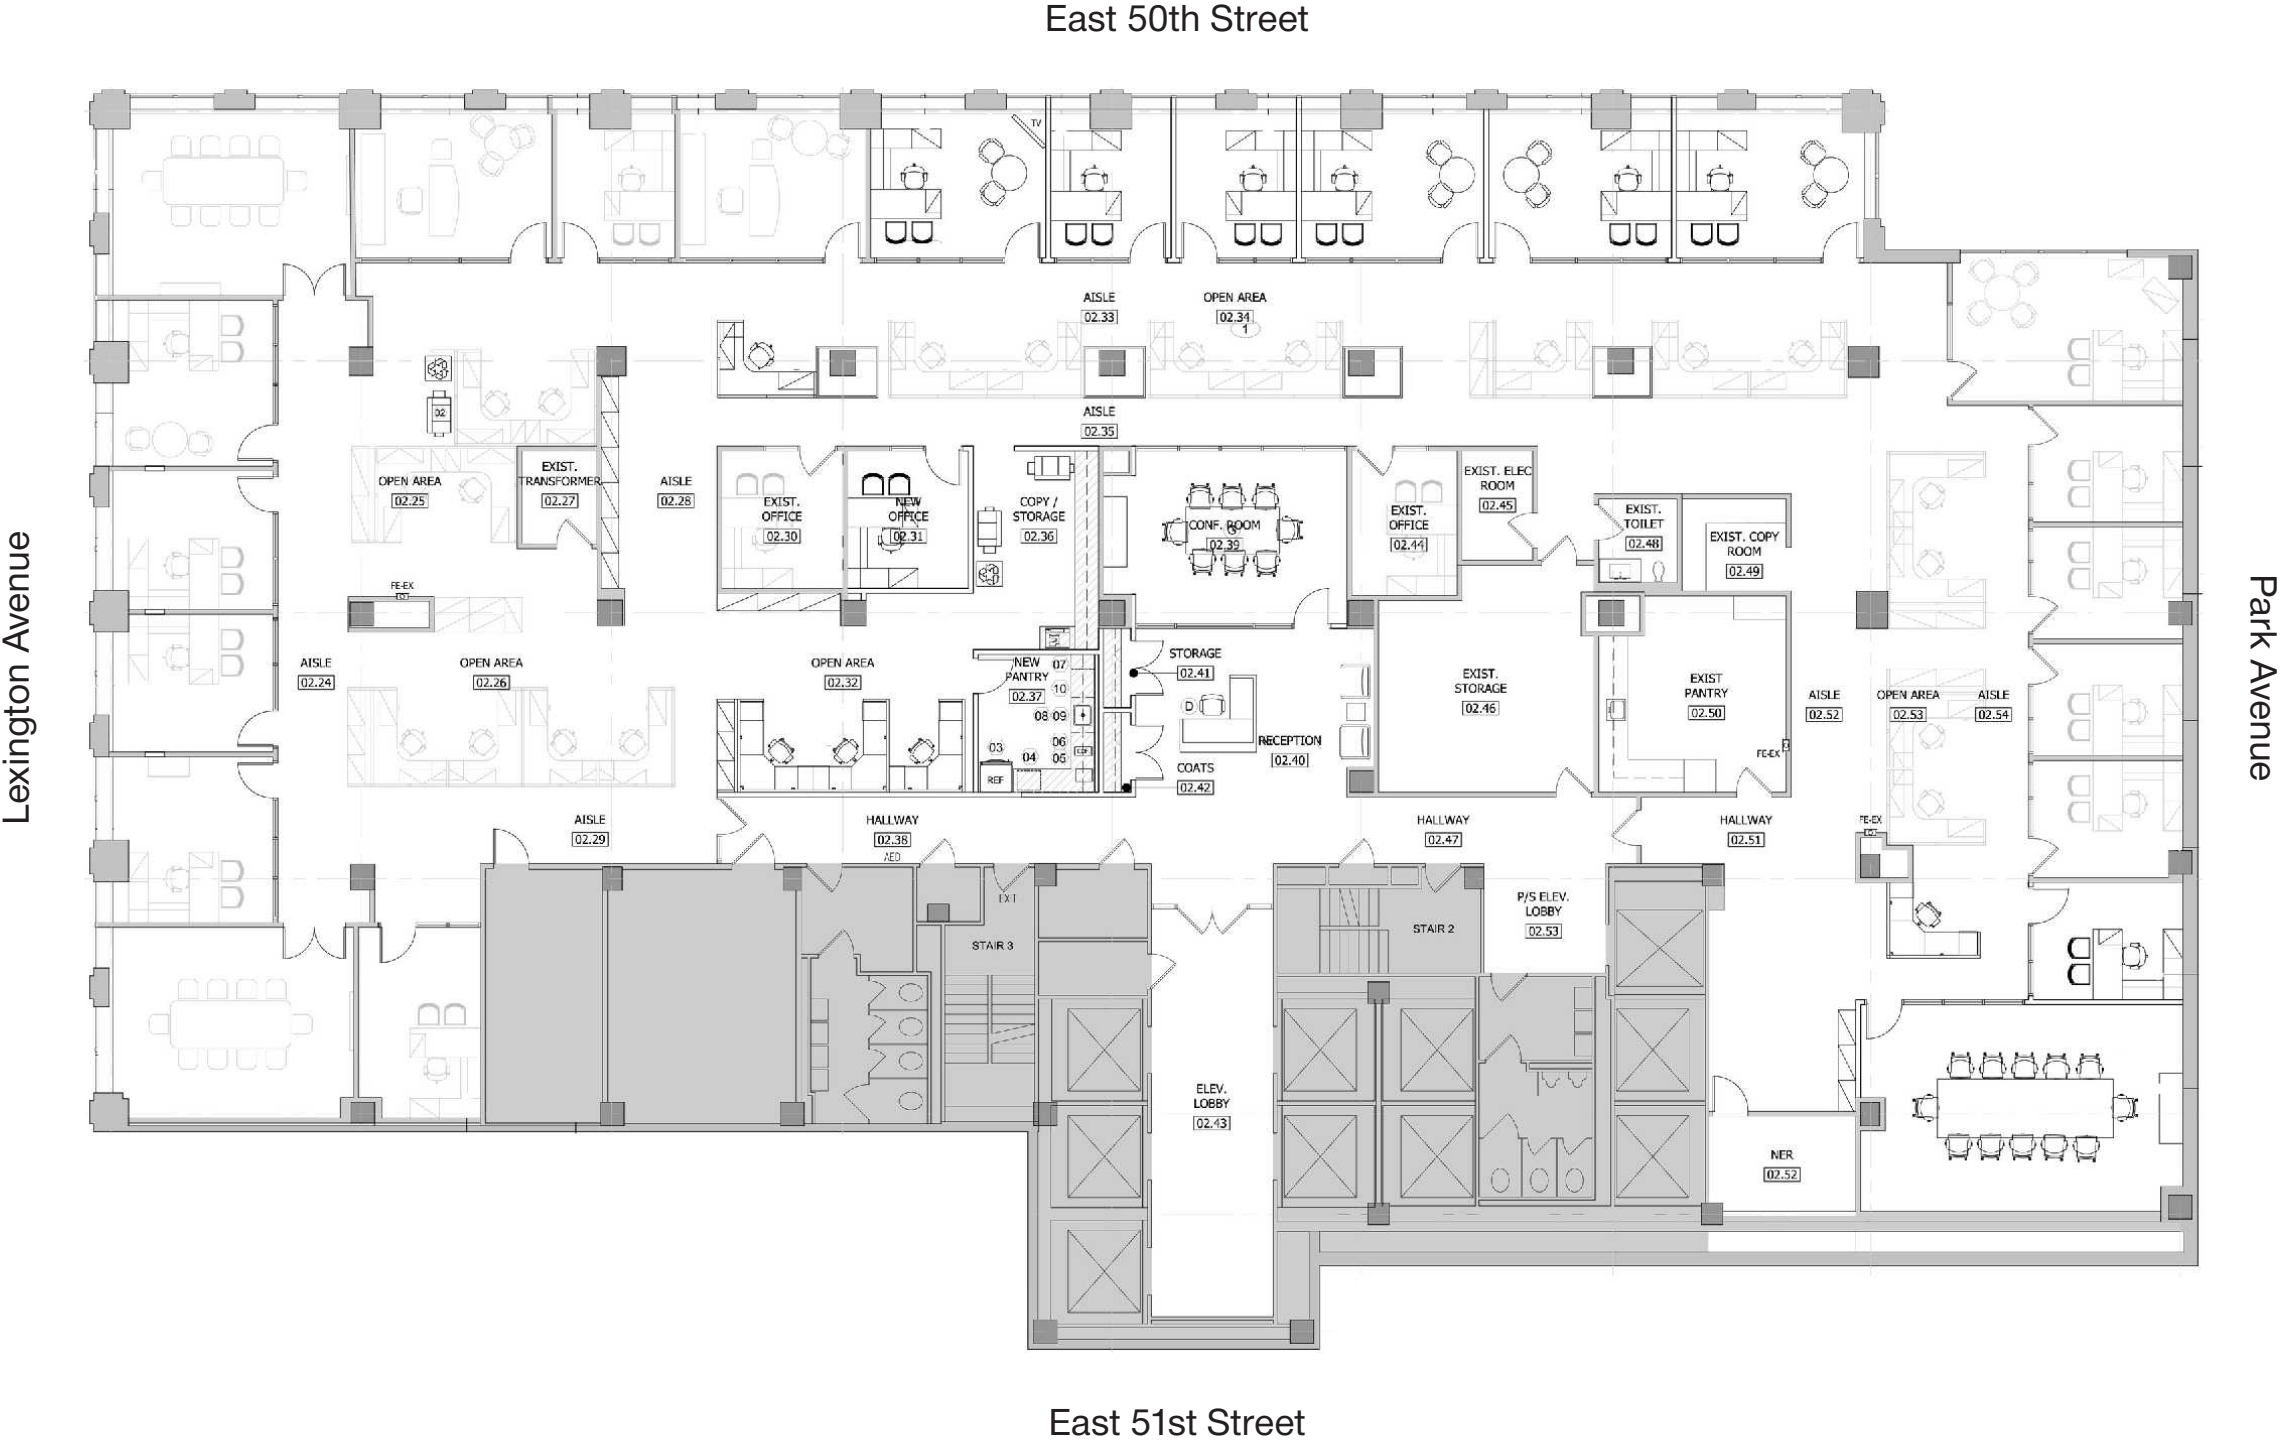 East 50th Street
TV
AISLE
02.33
OPEN AREA
02.34
1
02
AISLE
02.35
OPEN AREA
02.25
EXIST.
TRANSFORMER
02.27
AISLE
02.28
EXIST.
OFFICE
02.30
NEW
OFFICE
02.31
COPY /
STORAGE
02.36
CONF. ROOM
02.39
EXIST.
OFFICE
02.44
EXIST. ELEC
ROOM
02.45
EXIST.
TOILET
02.48
EXIST. COPY
ROOM
02.49
FE-EX
Lexington Avenue
Park Avenue
AISLE
02.24
OPEN AREA
02.26
OPEN AREA
02.32
NEW
PANTRY
02.37
07
10
08 09
06
05
03
04
REF
STORAGE
02.41
D
RECEPTION
02.40
COATS
02.42
EXIST.
STORAGE
02.46
EXIST
PANTRY
02.50
FE-EX
AISLE
02.52
OPEN AREA
02.53
AISLE
02.54
AISLE
02.29
HALLWAY
02.38
AED
HALLWAY
02.47
HALLWAY
02.51
FE-EX
EXIT
STAIR 3
STAIR 2
P/S ELEV.
LOBBY
02.53
ELEV.
LOBBY
02.43
NER
02.52
East 51st Street